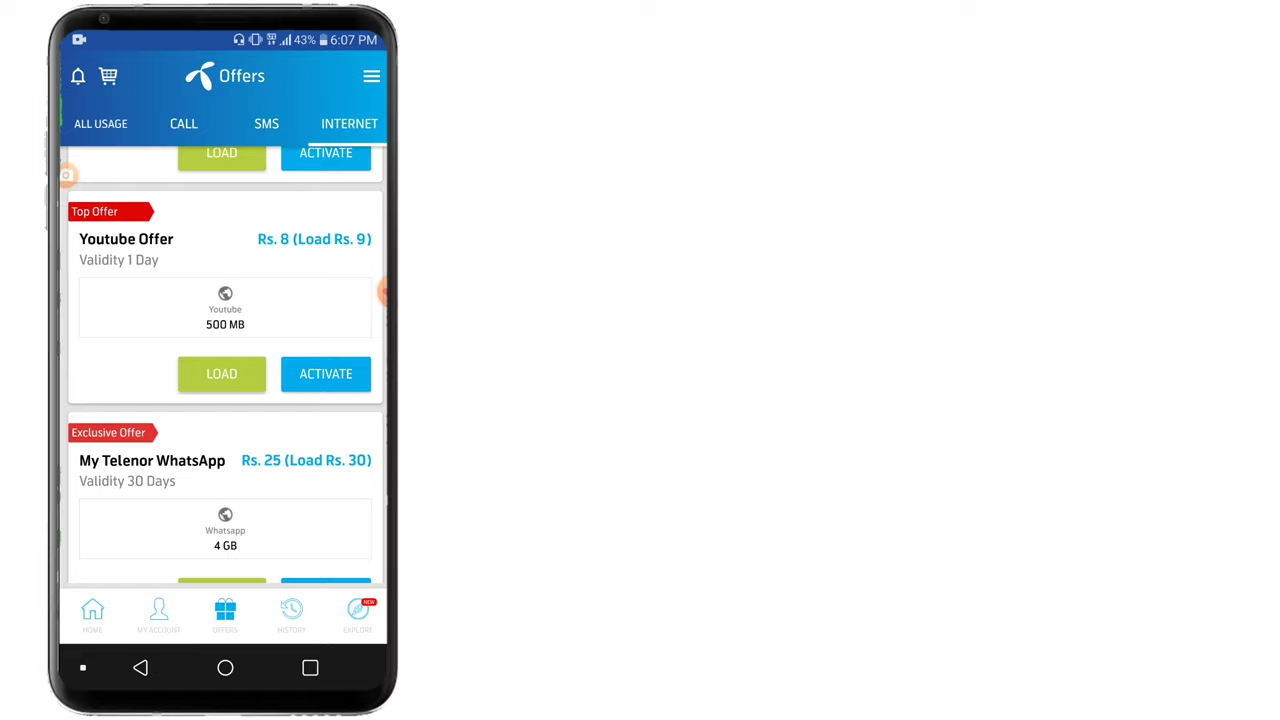 43% 6:07 PM
Offers
ALL USAGE CALL SMS INTERNET
LOAD ACTIVATE
Top Offer
Youtube Offer Rs. 8 (Load Rs. 9)
Validity 1 Day
Youtube
500 MB
LOAD ACTIVATE
Exclusive Offer
My Telenor WhatsApp Rs. 25 (Load Rs. 30)
Validity 30 Days
Whatsapp
4 GB
NEW
HOME MY ACCOUNT OFFERS HISTORY EXPLORE